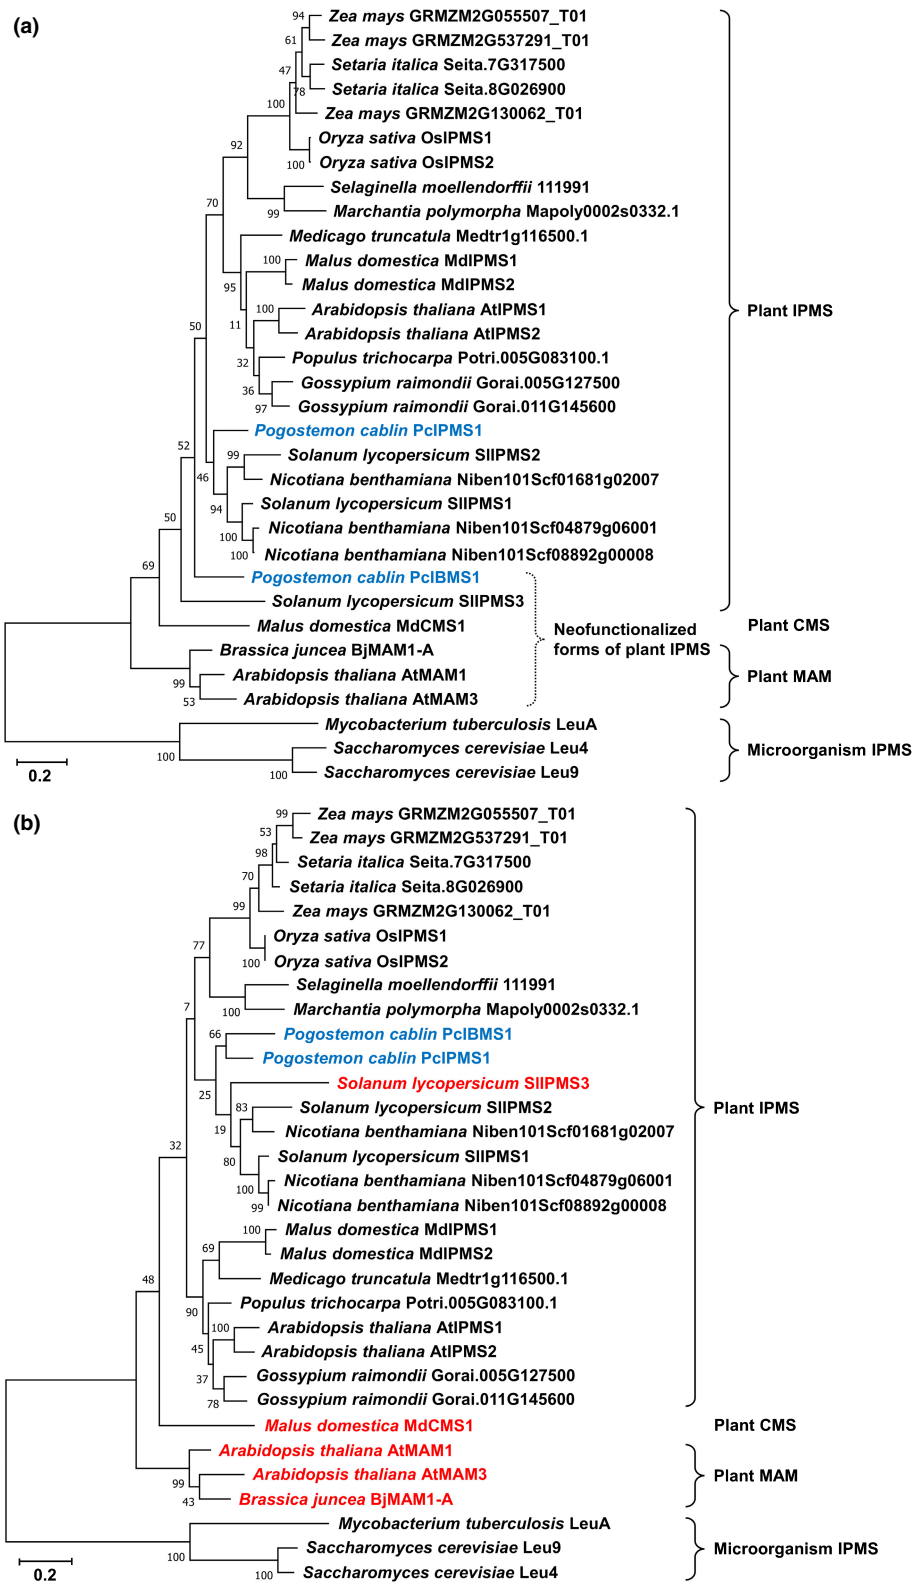 (a)
94
Zea mays GRMZM2G055507_T01
61
Zea mays GRMZM2G537291_T01
47
Setaria italica Seita.7G317500
78
Setaria italica Seita.8G026900
100
Zea mays GRMZM2G130062_T01
Oryza sativa OsIPMS1
92
100
Oryza sativa OsIPMS2
Selaginella moellendorffii 111991
70
99
Marchantia polymorpha Mapoly0002s0332.1
Medicago truncatula Medtr1g116500.1
100
Malus domestica MdIPMS1
95
Malus domestica MdIPMS2
100
Arabidopsis thaliana AtIPMS1
Plant IPMS
50
11
Arabidopsis thaliana AtIPMS2
32
Populus trichocarpa Potri.005G083100.1
36
Gossypium raimondii Gorai.005G127500
97
Gossypium raimondii Gorai.011G145600
Pogostemon cablin PcIPMS1
52
99
Solanum lycopersicum SlIPMS2
46
Nicotiana benthamiana Niben101Scf01681g02007
94
Solanum lycopersicum SlIPMS1
50
100
Nicotiana benthamiana Niben101Scf04879g06001
100
Nicotiana benthamiana Niben101Scf08892g00008
69
Pogostemon cablin PcIBMS1
Solanum lycopersicum SlIPMS3
Malus domestica MdCMS1
Neofunctionalized
forms of plant IPMS
Plant CMS
Brassica juncea BjMAM1-A
99
Arabidopsis thaliana AtMAM1
Plant MAM
53
Arabidopsis thaliana AtMAM3
Mycobacterium tuberculosis LeuA
100
Saccharomyces cerevisiae Leu4
Microorganism IPMS
100
Saccharomyces cerevisiae Leu9
0.2
(b)
99
Zea mays GRMZM2G055507_T01
53
Zea mays GRMZM2G537291_T01
98
Setaria italica Seita.7G317500
70
Setaria italica Seita.8G026900
99
Zea mays GRMZM2G130062_T01
77
Oryza sativa OsIPMS1
100
Oryza sativa OsIPMS2
Selaginella moellendorffii 111991
7
100
Marchantia polymorpha Mapoly0002s0332.1
66
Pogostemon cablin PcIBMS1
Pogostemon cablin PcIPMS1
25
Solanum lycopersicum SlIPMS3
83
Solanum lycopersicum SlIPMS2
Plant IPMS
19
Nicotiana benthamiana Niben101Scf01681g02007
32
80
Solanum lycopersicum SlIPMS1
100
Nicotiana benthamiana Niben101Scf04879g06001
99
Nicotiana benthamiana Niben101Scf08892g00008
100
Malus domestica MdIPMS1
69
Malus domestica MdIPMS2
48
Medicago truncatula Medtr1g116500.1
90
Populus trichocarpa Potri.005G083100.1
100
Arabidopsis thaliana AtIPMS1
45
Arabidopsis thaliana AtIPMS2
37
Gossypium raimondii Gorai.005G127500
78
Gossypium raimondii Gorai.011G145600
Malus domestica MdCMS1
Plant CMS
Arabidopsis thaliana AtMAM1
99
Arabidopsis thaliana AtMAM3
Plant MAM
43
Brassica juncea BjMAM1-A
Mycobacterium tuberculosis LeuA
100
Saccharomyces cerevisiae Leu9
Microorganism IPMS
100
Saccharomyces cerevisiae Leu4
0.2